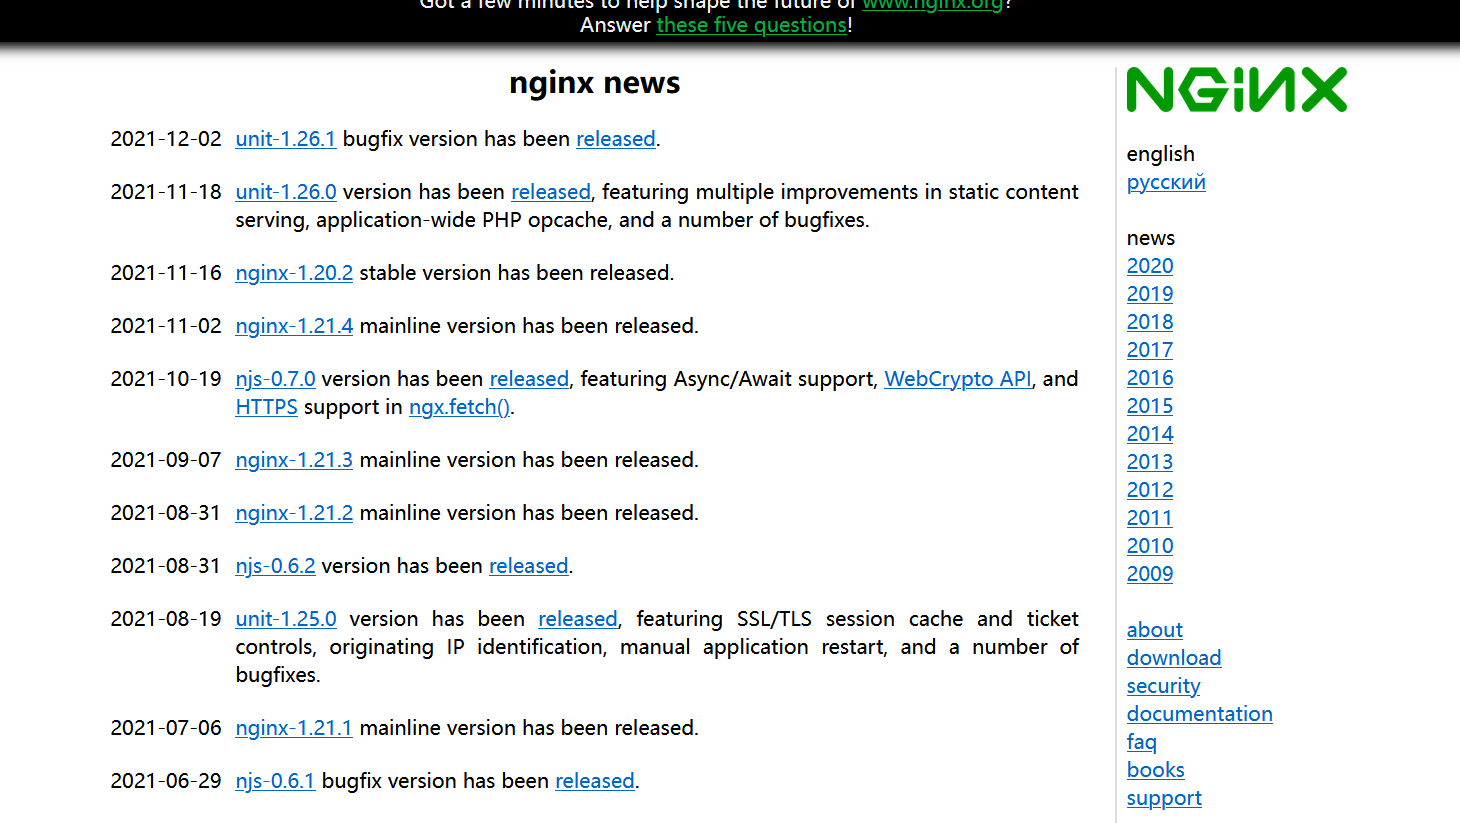 Got a few minutes to help shape the future of www.nginx.org?
Answer these five questions!
nginx news
2021-12-02 unit-1.26.1 bugfix version has been released.
2021-11-18 unit-1.26.0 version has been released, featuring multiple improvements in static content
serving, application-wide PHP opcache, and a number of bugfixes.
2021-11-16 nginx-1.20.2 stable version has been released.
2021-11-02 nginx-1.21.4 mainline version has been released.
2021-10-19 njs-0.7.0 version has been released, featuring Async/Await support, WebCrypto API, and
HTTPS support in ngx.fetch().
2021-09-07 nginx-1.21.3 mainline version has been released.
2021-08-31 nginx-1.21.2 mainline version has been released.
2021-08-31 njs-0.6.2 version has been released.
2021-08-19 unit-1.25.0 version has been released, featuring SSL/TLS session cache and ticket
controls, originating IP identification, manual application restart, and a number of
bugfixes.
2021-07-06 nginx-1.21.1 mainline version has been released.
2021-06-29 njs-0.6.1 bugfix version has been released.
NGINX
english
русский
news
2020
2019
2018
2017
2016
2015
2014
2013
2012
2011
2010
2009
about
download
security
documentation
faq
books
support